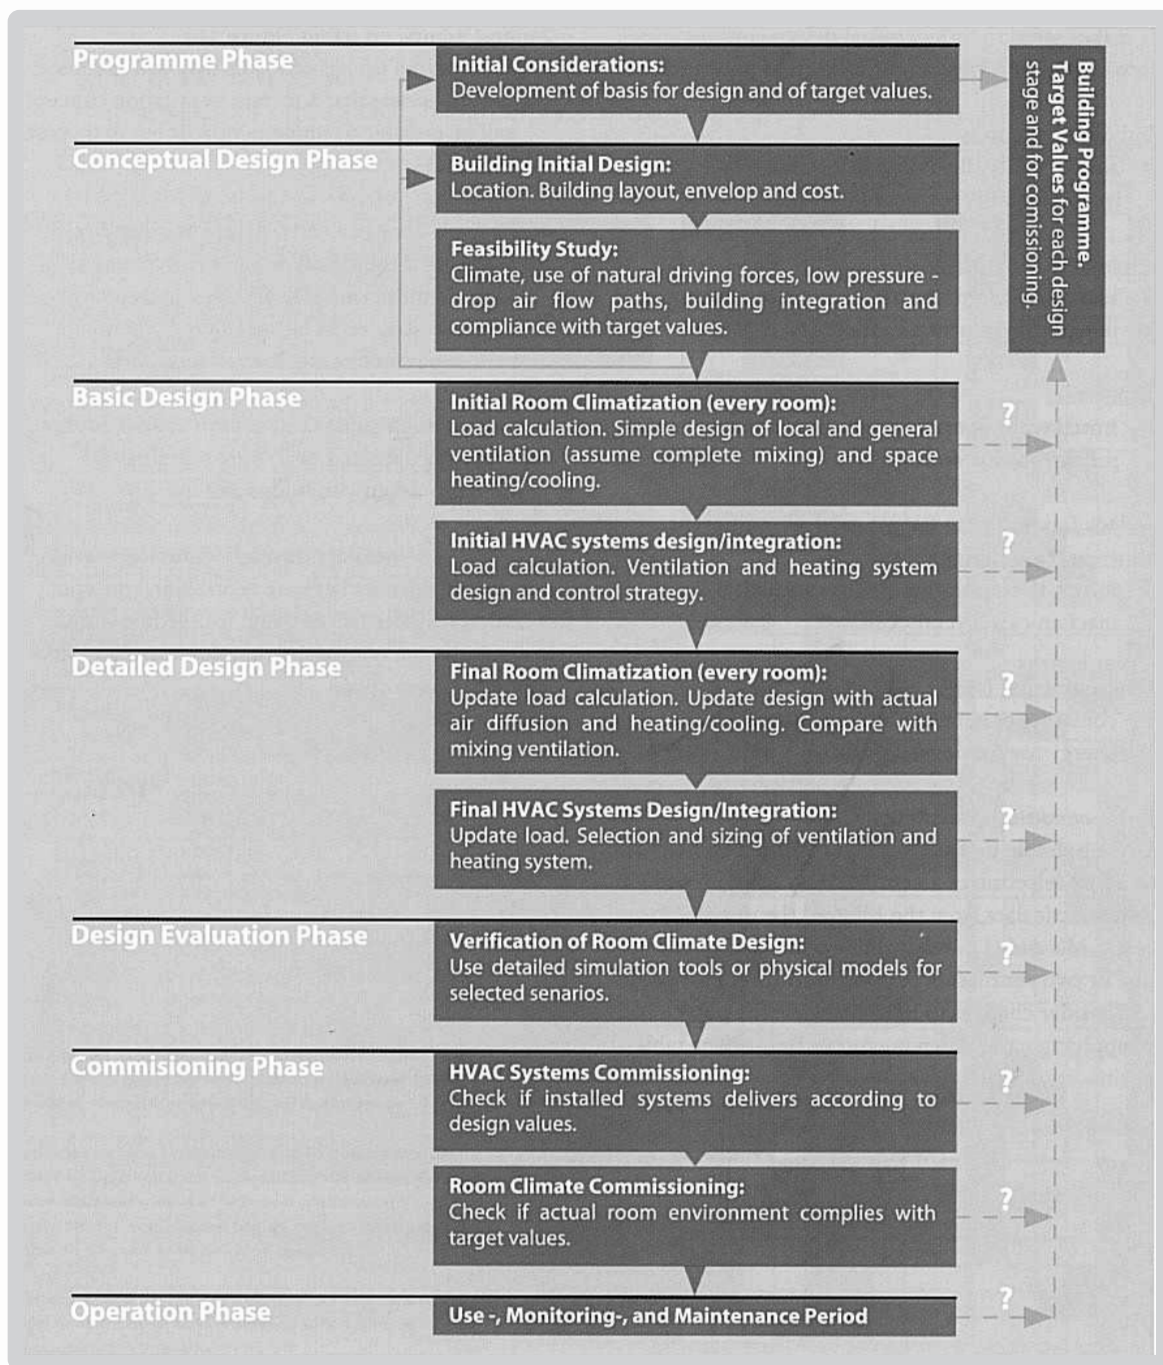 Programme Phase
Initial Considerations:
Development of basis for design and of target values.
Building Programme.
Target Values for each design
stage and for comissioning.
Conceptual Design Phase
Building Initial Design:
Location. Building layout, envelop and cost.
Feasibility Study:
Climate, use of natural driving forces, low pressure -
drop air flow paths, building integration and
compliance with target values.
Basic Design Phase
Initial Room Climatization (every room):
Load calculation. Simple design of local and general
ventilation (assume complete mixing) and space
heating/cooling.
?
Initial HVAC systems design/integration:
Load calculation. Ventilation and heating system
design and control strategy.
?
Detailed Design Phase
Final Room Climatization (every room):
Update load calculation. Update design with actual
air diffusion and heating/cooling. Compare with
mixing ventilation.
?
Final HVAC Systems Design/Integration:
Update load. Selection and sizing of ventilation and
heating system.
?
Design Evaluation Phase
Verification of Room Climate Design:
Use detailed simulation tools or physical models for
selected senarios.
?
Commisioning Phase
HVAC Systems Commissioning:
Check if installed systems delivers according to
design values.
?
Room Climate Commissioning:
Check if actual room environment complies with
target values.
?
Operation Phase
Use -, Monitoring-, and Maintenance Period
?